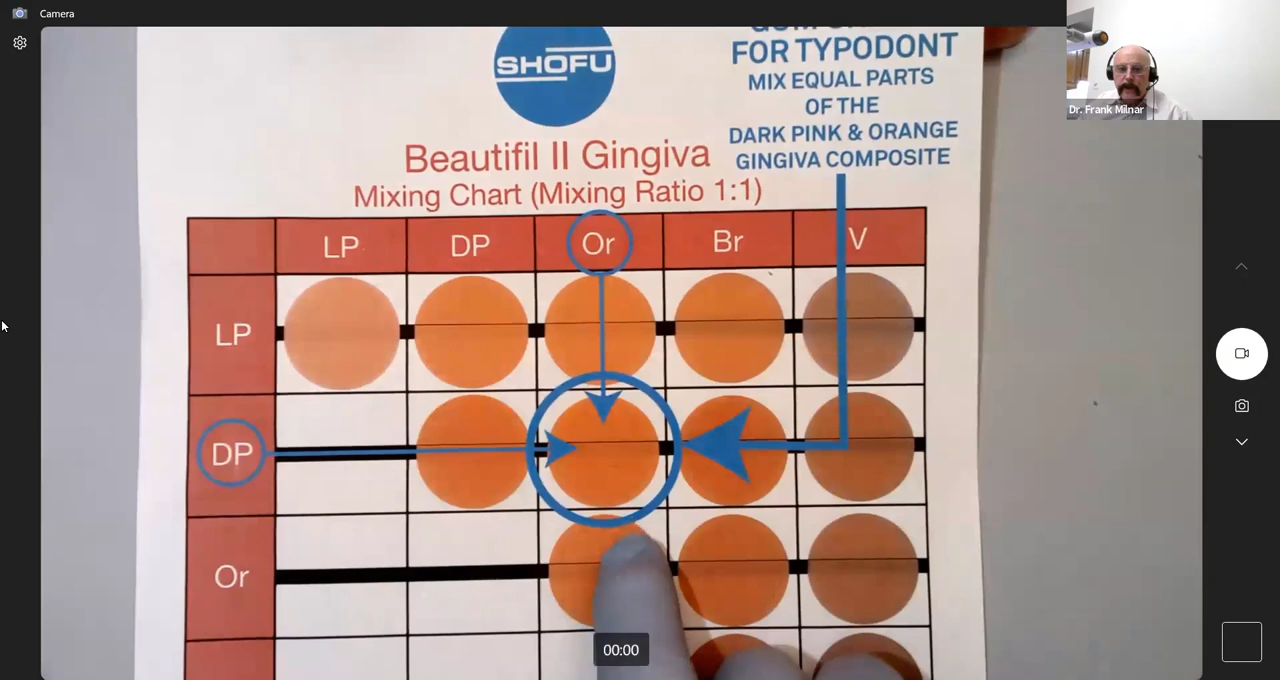 Camera
Dr. Frank Milnar
SHOFU
FOR TYPODONT
MIX EQUAL PARTS
OF THE
DARK PINK & ORANGE
GINGIVA COMPOSITE
Beautifil II Gingiva
Mixing Chart (Mixing Ratio 1:1)
LP DP Or Br V
LP
DP
Or
00:00